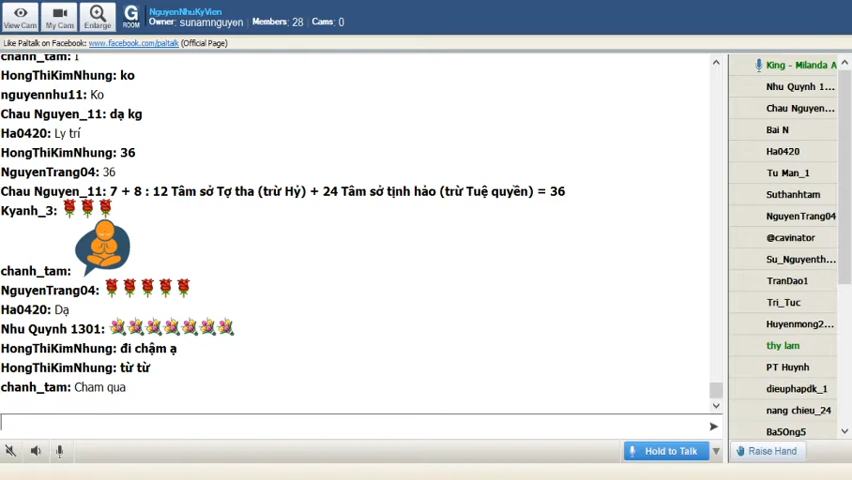 View Cam
My Cam
Enlarge
G
ROOM
NguyenNhuKyVien
Owner: sunamnguyen Members: 28 Cams: 0
Like Paltalk on Facebook: www.facebook.com/paltalk (Official Page)
HongThiKimNhung: ko
nguyennhu11: Ko
Chau Nguyen_11: dạ kg
Ha0420: Ly trí
HongThiKimNhung: 36
NguyenTrang04: 36
Chau Nguyen_11: 7 + 8 : 12 Tâm sở Tợ tha (trừ Hỷ) + 24 Tâm sở tịnh hảo (trừ Tuệ quyền) = 36
Kyanh_3:
chanh_tam:
NguyenTrang04:
Ha0420: Dạ
Nhu Quynh 1301:
HongThiKimNhung: đi chậm ạ
HongThiKimNhung: từ từ
chanh_tam: Cham qua
Hold to Talk
King - Milanda A
Nhu Quynh 1...
Chau Nguyen...
Bai N
Ha0420
Tu Man_1
Suthanhtam
NguyenTrang04
@cavinator
Su_Nguyenth...
TranDao1
Tri_Tuc
Huyenmong2...
thy lam
PT Huynh
dieuphapdk_1
nang chieu_24
Ba5Ong5
Raise Hand